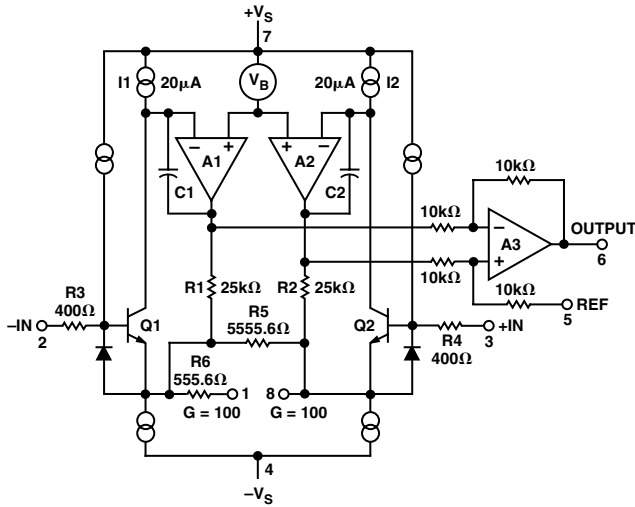 +VS
7
I1 20μA
VB
20μA I2
− +
+ −
A1
A2
C1
C2
10kΩ
10kΩ
−
+
A3
OUTPUT
6
10kΩ
10kΩ
REF
5
R1 25kΩ
R2 25kΩ
R3
400Ω
−IN
2
Q1
R5
5555.6Ω
Q2
+IN
3
R4
400Ω
R6
555.6Ω
1
G = 100
8
G = 100
4
−VS